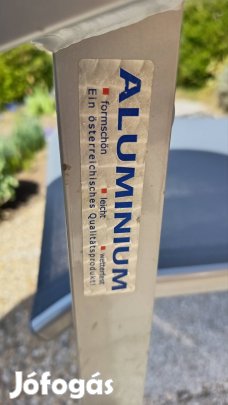 ALUMINIUM
formschön leicht wetterfest
Ein österreichisches Qualitätsprodukt
Jófogás